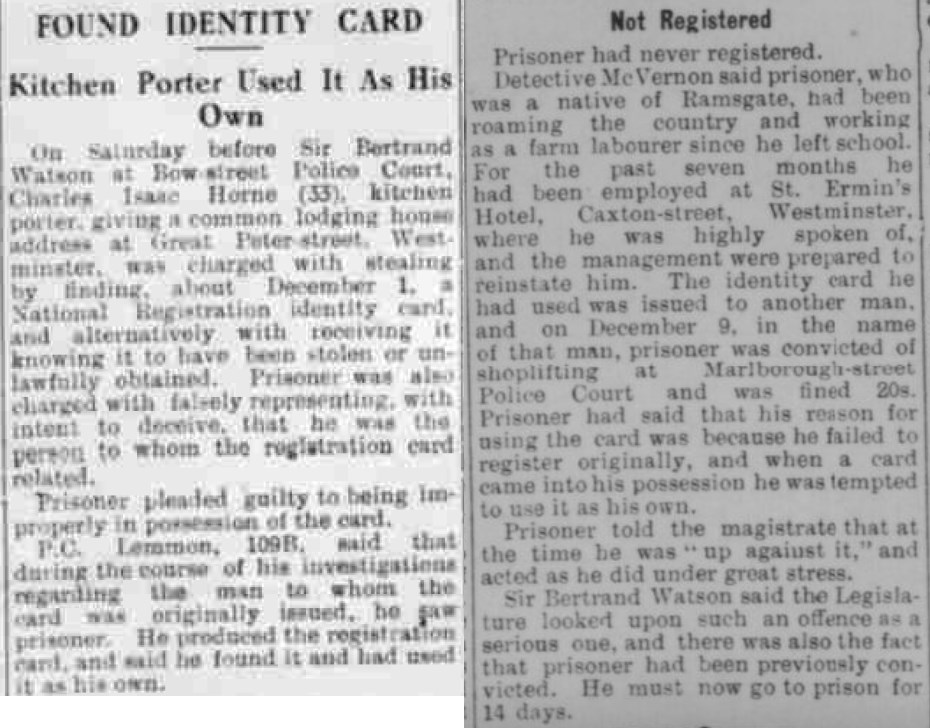 FOUND IDENTITY CARD
Kitchen Porter Used It As His
Own
On Saturday before Sir Bertrand
Watson at Bow-street Police Court,
Charles Isaac Horne (33), kitchen
porter, giving a common lodging house
address at Great Peter-street, West-
minster, was charged with stealing
by finding, about December 1, a
National Registration identity card,
and alternatively with receiving it
knowing it to have been stolen or un-
lawfully obtained. Prisoner was also
charged with falsely representing, with
intent to deceive, that he was the
person to whom the registration card
related.
Prisoner pleaded guilty to being im-
properly in possession of the card.
P.C. Lemmon, 109B, said that
during the course of his investigations
regarding the man to whom the
card was originally issued, he saw
prisoner. He produced the registration
card, and said he found it and had used
it as his own.
Not Registered
Prisoner had never registered.
Detective McVernon said prisoner, who
was a native of Ramsgate, had been
roaming the country and working
as a farm labourer since he left school.
For the past seven months he
had been employed at St. Ermin's
Hotel, Caxton-street, Westminster,
where he was highly spoken of,
and the management were prepared to
reinstate him. The identity card he
had used was issued to another man,
and on December 9, in the name
of that man, prisoner was convicted of
shoplifting at Marlborough-street
Police Court and was fined 20s.
Prisoner had said that his reason for
using the card was because he failed to
register originally, and when a card
came into his possession he was tempted
to use it as his own.
Prisoner told the magistrate that at
the time he was "up agaiust it," and
acted as he did under great stress.
Sir Bertrand Watson said the Legisla-
ture looked upon such an offence as a
serious one, and there was also the fact
that prisoner had been previously con-
victed. He must now go to prison for
14 days.